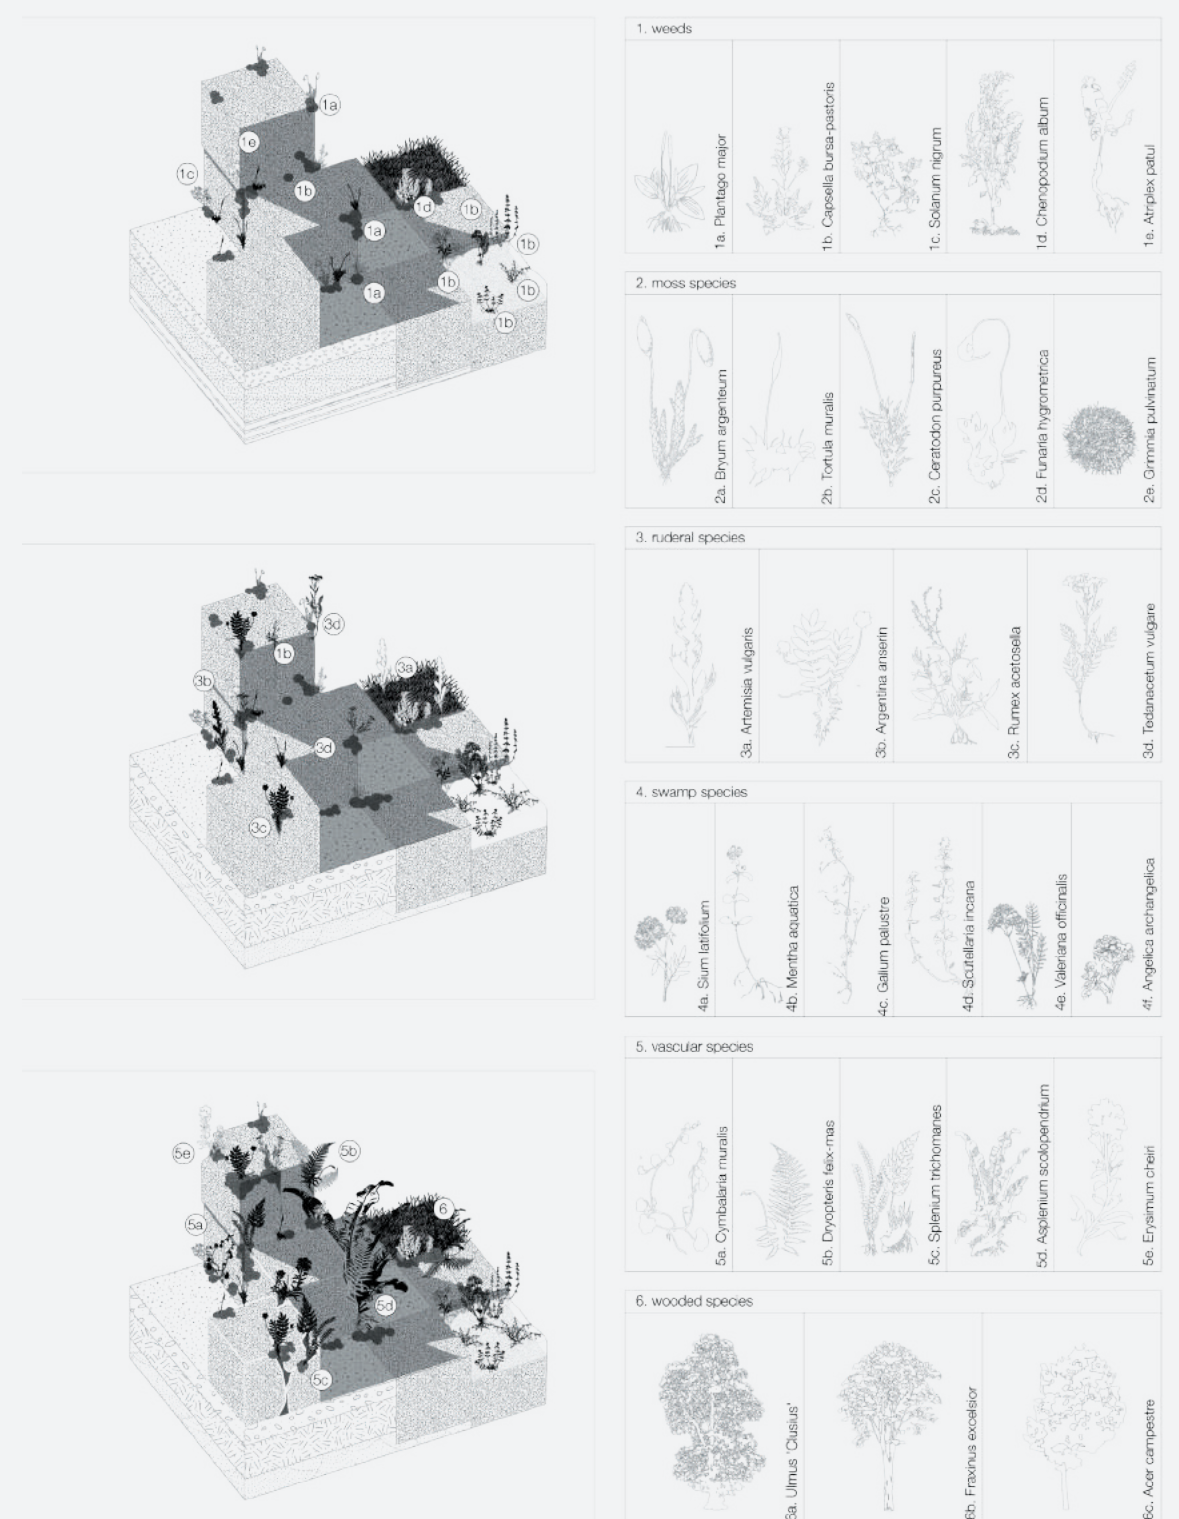 1a
1e
1c
1b
1d
1b
1a
1b
1b
1a
1b
1b
3d
1b
3a
3b
3d
3c
5e
5b
5a
6
5d
5c
1. weeds
1a. Plantago major
1b. Capsella bursa-pastoris
1c. Solanum nigrum
1d. Chenopodium album
1e. Atriplex patul
2. moss species
2a. Bryum argenteum
2b. Tortula muralis
2c. Ceratodon purpureus
2d. Funaria hygrometrica
2e. Grimmia pulvinatum
3. ruderal species
3a. Artemisia vulgaris
3b. Argentina anserin
3c. Rumex acetosella
3d. Tedanacetum vulgare
4. swamp species
4a. Sium latifolium
4b. Mentha aquatica
4c. Galium palustre
4d. Scutellaria incana
4e. Valeriana officinalis
4f. Angelica archangelica
5. vascular species
5a. Cymbalaria muralis
5b. Dryopteris felix-mas
5c. Splenium trichomanes
5d. Asplenium scolopendrium
5e. Erysimum cheiri
6. wooded species
6a. Ulmus 'Clusius'
6b. Fraxinus excelsior
6c. Acer campestre